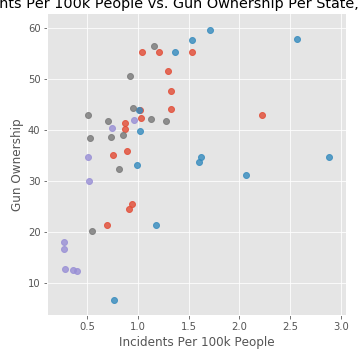 nts Per 100k People vs. Gun Ownership Per State,
60
50
40
30
20
10
Gun Ownership
0.5 1.0 1.5 2.0 2.5 3.0
Incidents Per 100k People